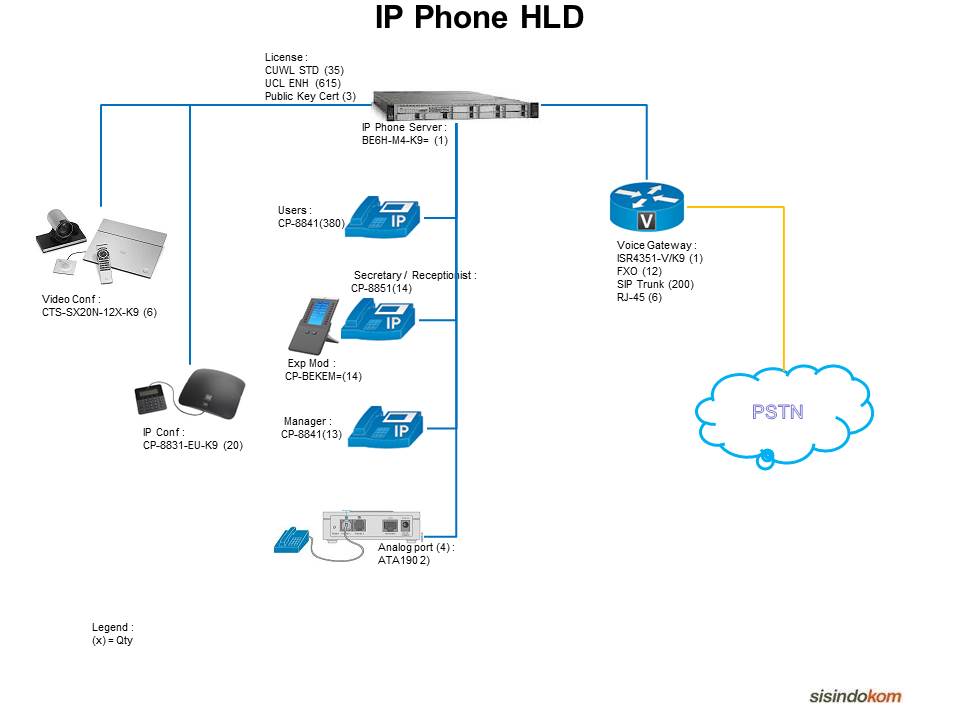 IP Phone HLD
License :
CUWL STD (35)
UCL ENH (615)
Public Key Cert (3)
IP Phone Server :
BE6H-M4-K9= (1)
Users :
CP-8841(380)
IP
V
Voice Gateway :
ISR4351-V/K9 (1)
FXO (12)
SIP Trunk (200)
RJ-45 (6)
Video Conf :
CTS-SX20N-12X-K9 (6)
Secretary / Receptionist :
CP-8851(14)
IP
Exp Mod :
CP-BEKEM=(14)
Manager :
CP-8841(13)
IP
IP Conf :
CP-8831-EU-K9 (20)
PSTN
Analog port (4) :
ATA190 2)
Legend :
(x) = Qty
sisindokom